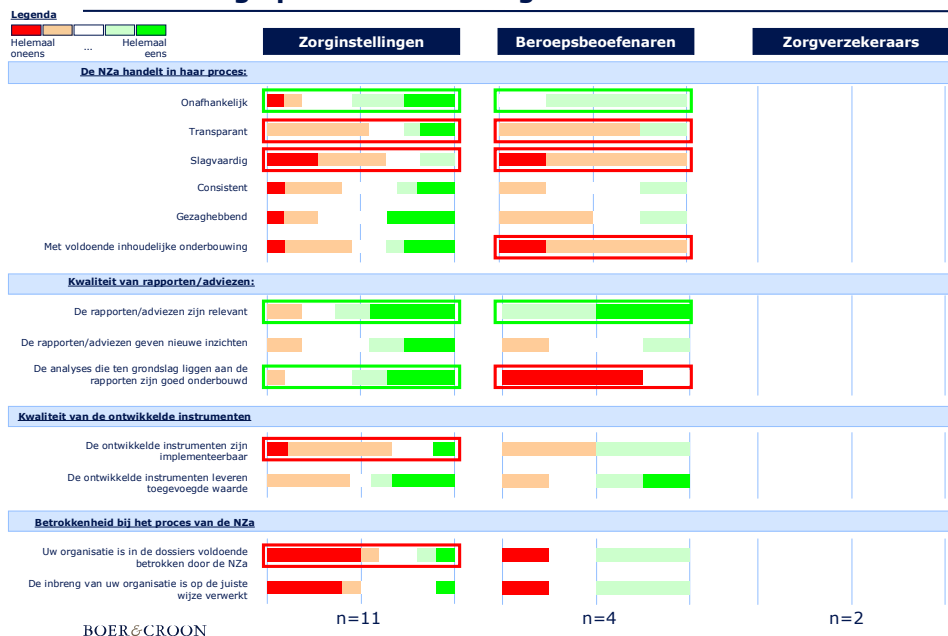 Legenda
Helemaal oneens
...
Helemaal eens
Zorginstellingen
Beroepsbeoefenaren
Zorgverzekeraars
De NZa handelt in haar proces:
Onafhankelijk
Transparant
Slagvaardig
Consistent
Gezaghebbend
Met voldoende inhoudelijke onderbouwing
Kwaliteit van rapporten/adviezen:
De rapporten/adviezen zijn relevant
De rapporten/adviezen geven nieuwe inzichten
De analyses die ten grondslag liggen aan de
rapporten zijn goed onderbouwd
Kwaliteit van de ontwikkelde instrumenten
De ontwikkelde instrumenten zijn
implementeerbaar
De ontwikkelde instrumenten leveren
toegevoegde waarde
Betrokkenheid bij het proces van de NZa
Uw organisatie is in de dossiers voldoende
betrokken door de NZa
De inbreng van uw organisatie is op de juiste
wijze verwerkt
n=11
n=4
n=2
BOER&CROON